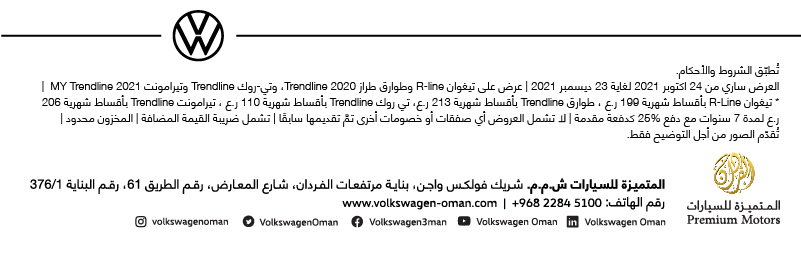 تُطبّق الشروط والأحكام.
العرض ساري من 24 اكتوبر 2021 لغاية 23 ديسمبر 2021 | عرض على تيغوان R-line وطوارق طراز Trendline 2020، وتي-روك Trendline وتيرامونت MY Trendline 2021 |
* تيغوان R-Line بأقساط شهرية 199 ر.ع ، طوارق Trendline بأقساط شهرية 213 ر.ع، تي روك Trendline بأقساط شهرية 110 ر.ع ، تيرامونت Trendline بأقساط شهرية 206
ر.ع لمدة 7 سنوات مع دفع 25% كدفعة مقدمة | لا تشمل العروض أي صفقات أو خصومات أخرى تمّ تقديمها سابقًا | تشمل ضريبة القيمة المضافة | المخزون محدود |
تُقدّم الصور من أجل التوضيح فقط.
المتميزة للسيارات ش.م.م. شريك فولكس واجن، بناية مرتفعات الفردان، شارع المعارض، رقم الطريق 61، رقم البناية 376/1
رقم الهاتف: 5100 2284 968+ | www.volkswagen-oman.com
المتميزة للسيارات
Premium Motors
volkswagenoman VolkswagenOman Volkswagen3man Volkswagen Oman Volkswagen Oman